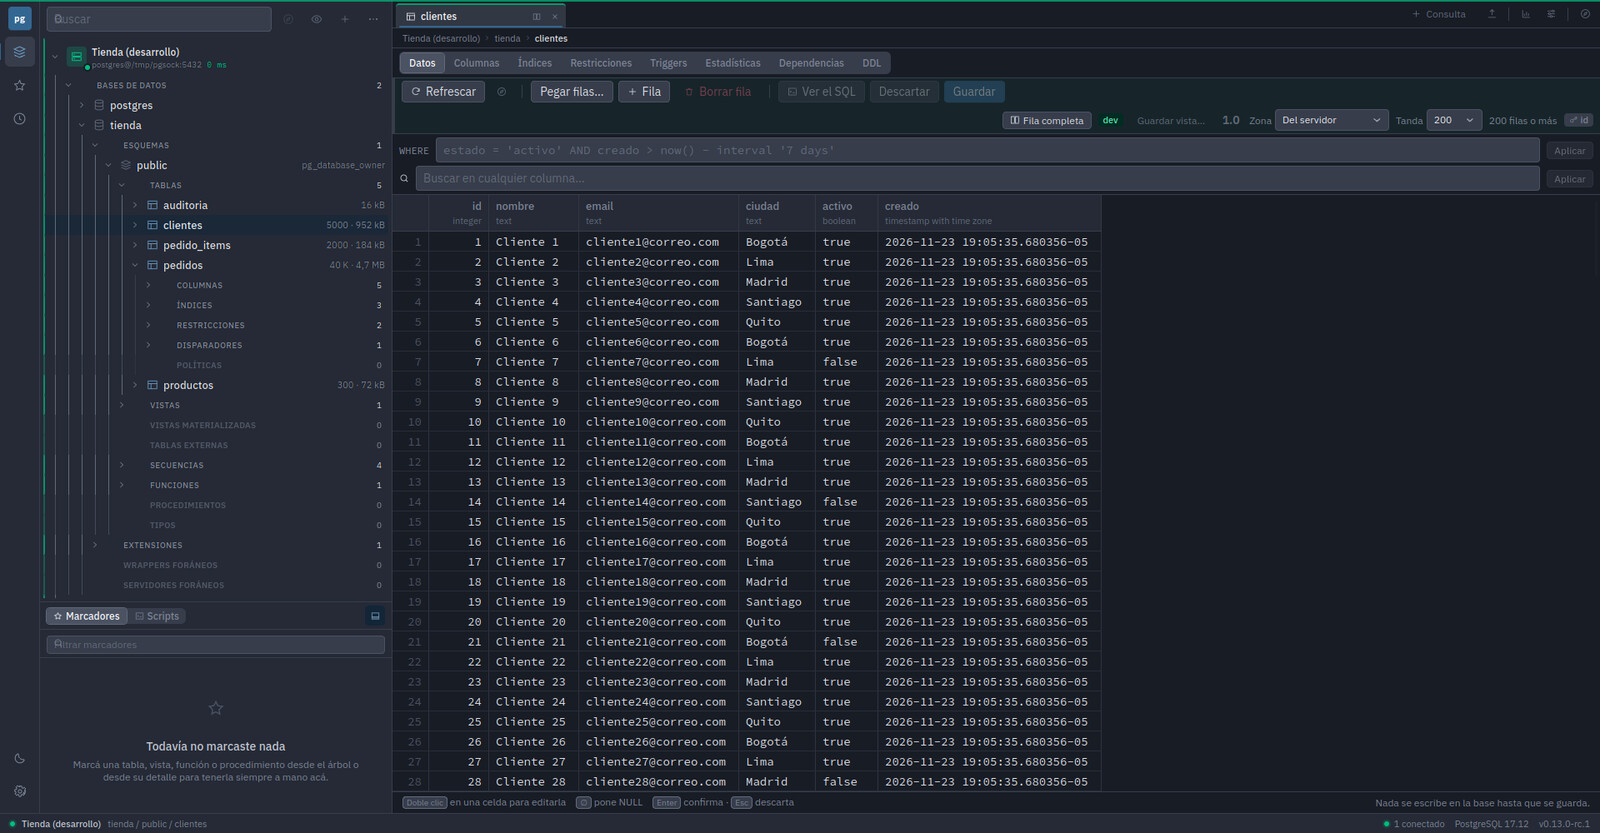 pg
Buscar
Tienda (desarrollo)
postgres@/tmp/pgsock:5432 0 ms
BASES DE DATOS 2
postgres
tienda
ESQUEMAS 1
public pg_database_owner
TABLAS 5
auditoria 16 kB
clientes 5000 · 952 kB
pedido_items 2000 · 184 kB
pedidos 40 K · 4,7 MB
COLUMNAS 5
ÍNDICES 3
RESTRICCIONES 2
DISPARADORES 1
POLÍTICAS 0
productos 300 · 72 kB
VISTAS 1
VISTAS MATERIALIZADAS 0
TABLAS EXTERNAS 0
SECUENCIAS 4
FUNCIONES 1
PROCEDIMIENTOS 0
TIPOS 0
EXTENSIONES 1
WRAPPERS FORÁNEOS 0
SERVIDORES FORÁNEOS 0
Marcadores Scripts
Filtrar marcadores
Todavía no marcaste nada
Marcá una tabla, vista, función o procedimiento desde el árbol o
desde su detalle para tenerla siempre a mano acá.
clientes ×
+ Consulta
Tienda (desarrollo) › tienda › clientes
Datos Columnas Índices Restricciones Triggers Estadísticas Dependencias DDL
Refrescar Pegar filas... + Fila Borrar fila Ver el SQL Descartar Guardar
Fila completa dev Guardar vista... 1.0 Zona Del servidor Tanda 200 200 filas o más id
WHERE estado = 'activo' AND creado > now() - interval '7 days' Aplicar
Buscar en cualquier columna... Aplicar
id nombre email ciudad activo creado
integer text text text boolean timestamp with time zone
1 1 Cliente 1 cliente1@correo.com Bogotá true 2026-11-23 19:05:35.680356-05
2 2 Cliente 2 cliente2@correo.com Lima true 2026-11-23 19:05:35.680356-05
3 3 Cliente 3 cliente3@correo.com Madrid true 2026-11-23 19:05:35.680356-05
4 4 Cliente 4 cliente4@correo.com Santiago true 2026-11-23 19:05:35.680356-05
5 5 Cliente 5 cliente5@correo.com Quito true 2026-11-23 19:05:35.680356-05
6 6 Cliente 6 cliente6@correo.com Bogotá true 2026-11-23 19:05:35.680356-05
7 7 Cliente 7 cliente7@correo.com Lima false 2026-11-23 19:05:35.680356-05
8 8 Cliente 8 cliente8@correo.com Madrid true 2026-11-23 19:05:35.680356-05
9 9 Cliente 9 cliente9@correo.com Santiago true 2026-11-23 19:05:35.680356-05
10 10 Cliente 10 cliente10@correo.com Quito true 2026-11-23 19:05:35.680356-05
11 11 Cliente 11 cliente11@correo.com Bogotá true 2026-11-23 19:05:35.680356-05
12 12 Cliente 12 cliente12@correo.com Lima true 2026-11-23 19:05:35.680356-05
13 13 Cliente 13 cliente13@correo.com Madrid true 2026-11-23 19:05:35.680356-05
14 14 Cliente 14 cliente14@correo.com Santiago false 2026-11-23 19:05:35.680356-05
15 15 Cliente 15 cliente15@correo.com Quito true 2026-11-23 19:05:35.680356-05
16 16 Cliente 16 cliente16@correo.com Bogotá true 2026-11-23 19:05:35.680356-05
17 17 Cliente 17 cliente17@correo.com Lima true 2026-11-23 19:05:35.680356-05
18 18 Cliente 18 cliente18@correo.com Madrid true 2026-11-23 19:05:35.680356-05
19 19 Cliente 19 cliente19@correo.com Santiago true 2026-11-23 19:05:35.680356-05
20 20 Cliente 20 cliente20@correo.com Quito true 2026-11-23 19:05:35.680356-05
21 21 Cliente 21 cliente21@correo.com Bogotá false 2026-11-23 19:05:35.680356-05
22 22 Cliente 22 cliente22@correo.com Lima true 2026-11-23 19:05:35.680356-05
23 23 Cliente 23 cliente23@correo.com Madrid true 2026-11-23 19:05:35.680356-05
24 24 Cliente 24 cliente24@correo.com Santiago true 2026-11-23 19:05:35.680356-05
25 25 Cliente 25 cliente25@correo.com Quito true 2026-11-23 19:05:35.680356-05
26 26 Cliente 26 cliente26@correo.com Bogotá true 2026-11-23 19:05:35.680356-05
27 27 Cliente 27 cliente27@correo.com Lima true 2026-11-23 19:05:35.680356-05
28 28 Cliente 28 cliente28@correo.com Madrid false 2026-11-23 19:05:35.680356-05
Doble clic en una celda para editarla ∅ pone NULL Enter confirma · Esc descarta Nada se escribe en la base hasta que se guarda.
Tienda (desarrollo) tienda / public / clientes 1 conectado PostgreSQL 17.12 v0.13.0-rc.1